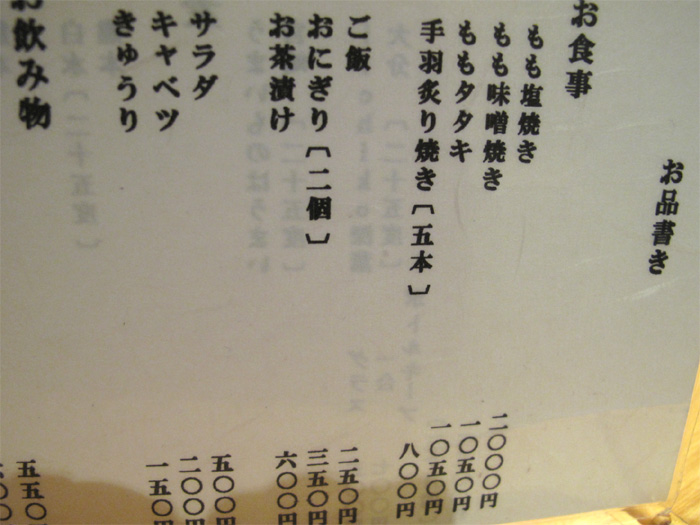 お品書き
お食事
もも塩焼き 二〇〇〇円
もも味噌焼き 一〇五〇円
ももタタキ 一〇五〇円
手羽炙り焼き〔五本〕 八〇〇円
ご飯 二五〇円
おにぎり〔二個〕 三五〇円
お茶漬け 六〇〇円
サラダ 五〇〇円
キャベツ 二〇〇円
きゅうり 一五〇円
お飲み物
五五〇